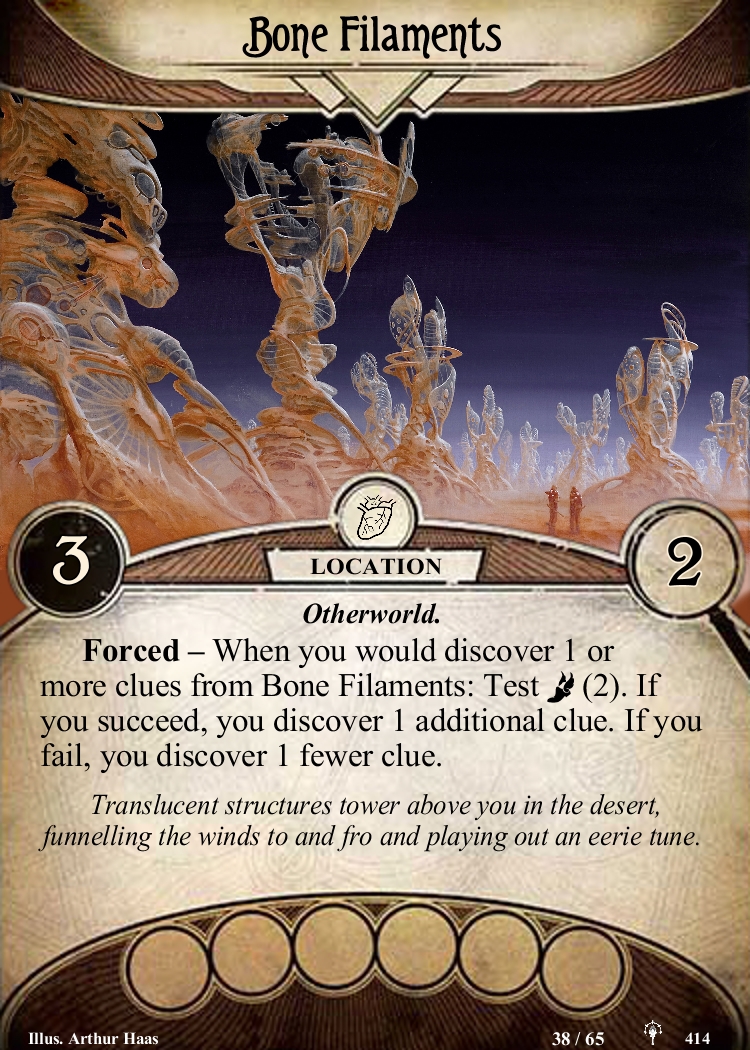 Bone Filaments
3
LOCATION
2
Otherworld.
Forced – When you would discover 1 or
more clues from Bone Filaments: Test (2). If
you succeed, you discover 1 additional clue. If you
fail, you discover 1 fewer clue.
Translucent structures tower above you in the desert,
funnelling the winds to and fro and playing out an eerie tune.
Illus. Arthur Haas
38 / 65
414